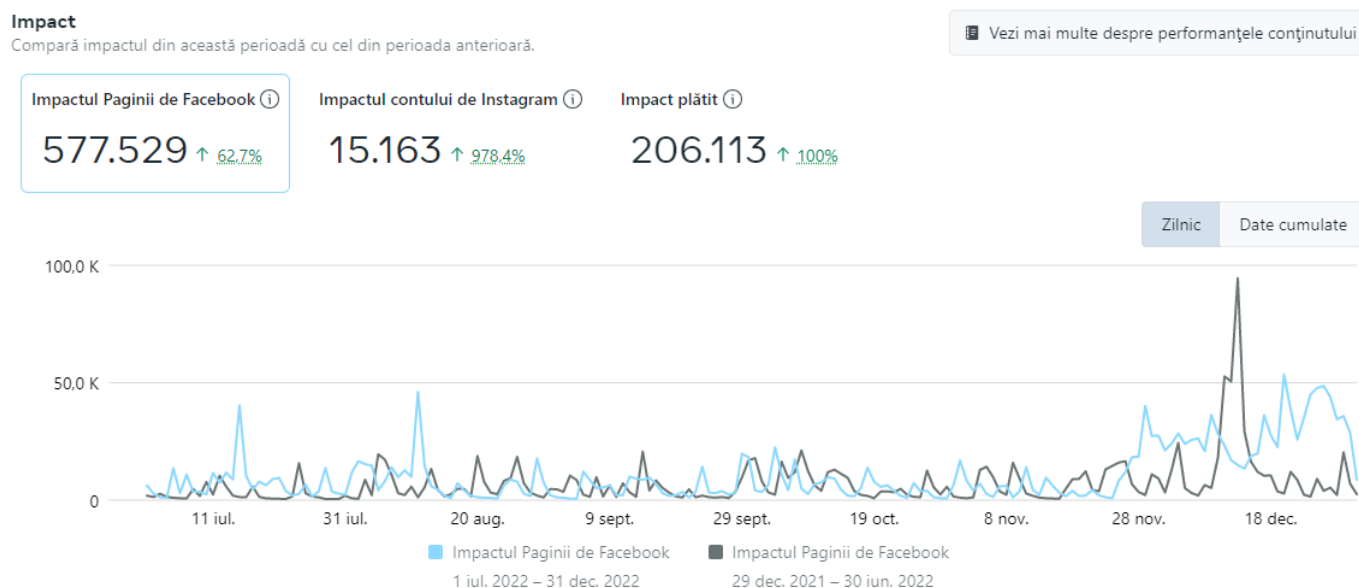 Impact
Compară impactul din această perioadă cu cel din perioada anterioară.
Vezi mai multe despre performanțele conținutului
Impactul Paginii de Facebook
577.529 ↑ 62,7%
Impactul contului de Instagram
15.163 ↑ 978,4%
Impact plătit
206.113 ↑ 100%
Zilnic
Date cumulate
100,0 K
50,0 K
0
11 iul.
31 iul.
20 aug.
9 sept.
29 sept.
19 oct.
8 nov.
28 nov.
18 dec.
Impactul Paginii de Facebook
1 iul. 2022 – 31 dec. 2022
Impactul Paginii de Facebook
29 dec. 2021 – 30 iun. 2022